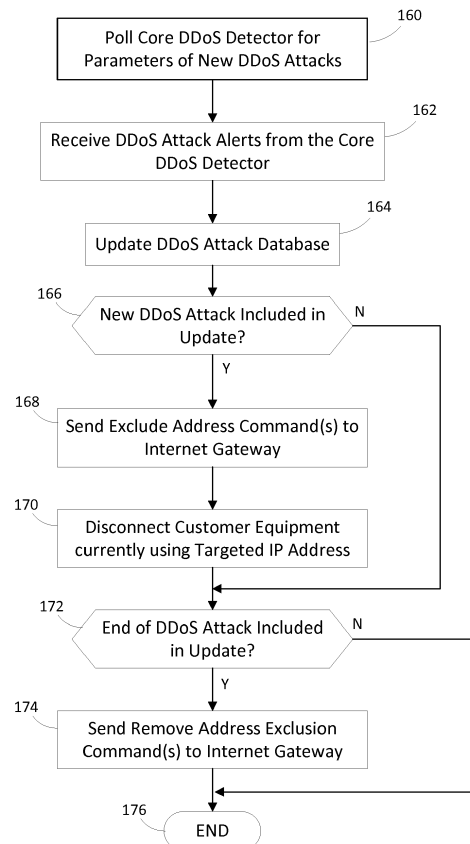 160
Poll Core DDoS Detector for
Parameters of New DDoS Attacks
162
Receive DDoS Attack Alerts from the Core
DDoS Detector
164
Update DDoS Attack Database
166
New DDoS Attack Included in
Update?
N
Y
168
Send Exclude Address Command(s) to
Internet Gateway
170
Disconnect Customer Equipment
currently using Targeted IP Address
172
End of DDoS Attack Included
in Update?
N
Y
174
Send Remove Address Exclusion
Command(s) to Internet Gateway
176
END